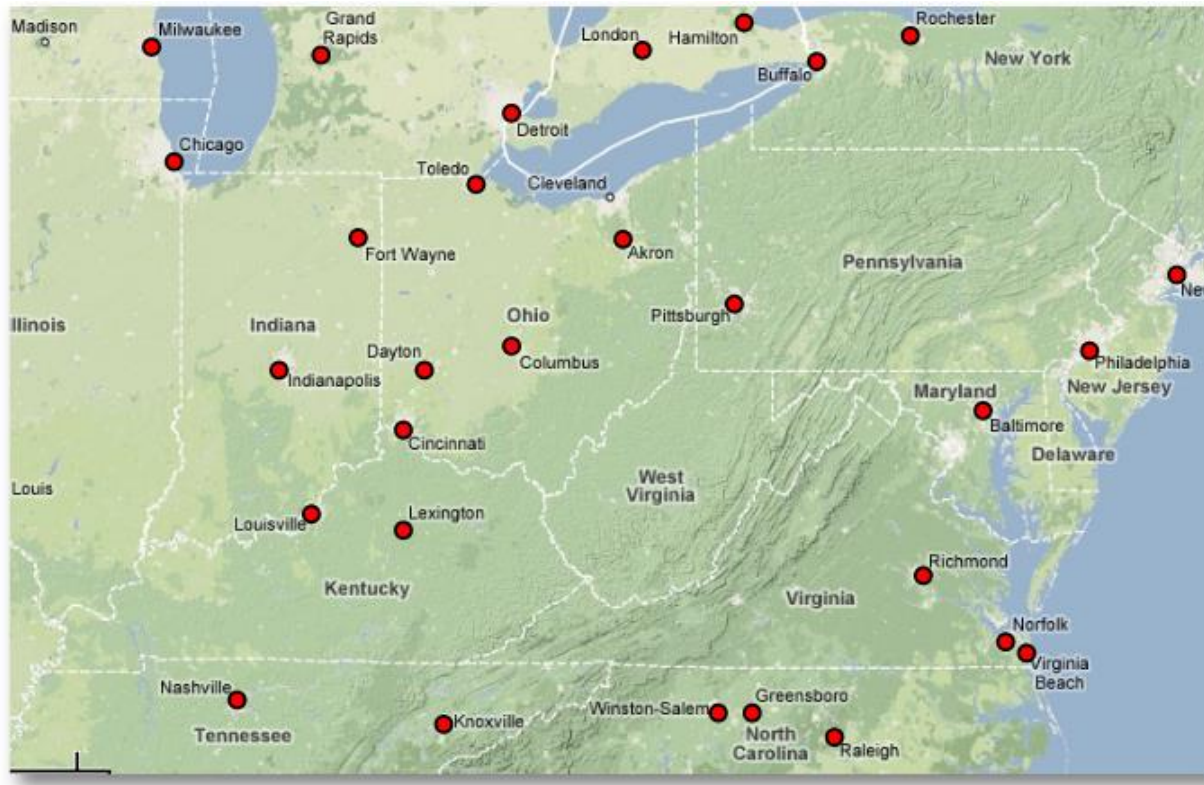 Madison
Milwaukee
Grand
Rapids
London
Hamilton
Rochester
Buffalo
New York
Detroit
Chicago
Toledo
Cleveland
Fort Wayne
Akron
Pennsylvania
New
Pittsburgh
Illinois
Indiana
Ohio
Dayton
Columbus
Indianapolis
Philadelphia
New Jersey
Maryland
Baltimore
Cincinnati
Delaware
West
Virginia
Louis
Louisville
Lexington
Richmond
Kentucky
Virginia
Norfolk
Virginia
Beach
Nashville
Tennessee
Knoxville
Winston-Salem
Greensboro
North
Carolina
Raleigh